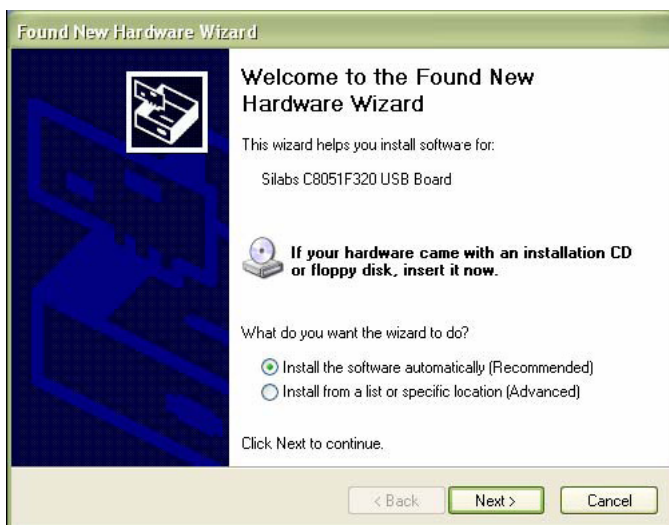 Found New Hardware Wizard
Welcome to the Found New
Hardware Wizard
This wizard helps you install software for:
Silabs C8051F320 USB Board
If your hardware came with an installation CD
or floppy disk, insert it now.
What do you want the wizard to do?
Install the software automatically (Recommended)
Install from a list or specific location (Advanced)
Click Next to continue.
< Back Next > Cancel